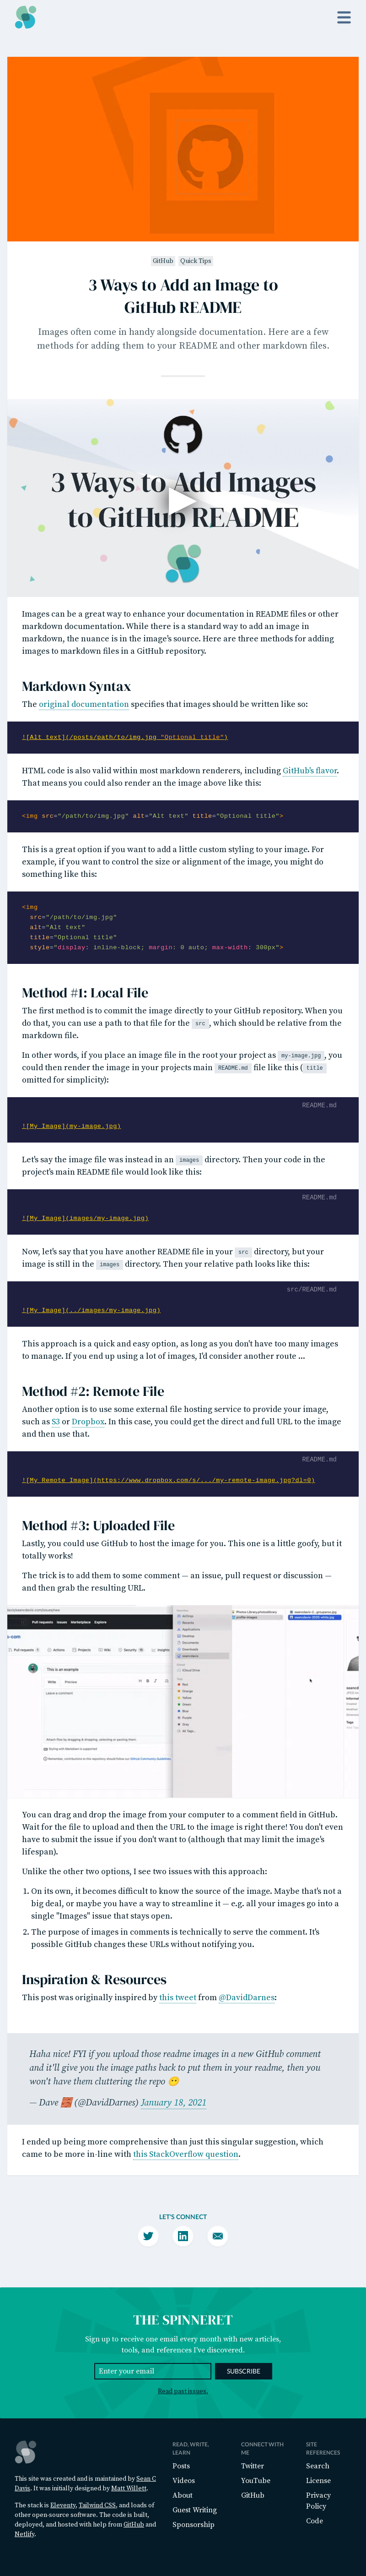 GitHub Quick Tips
3 Ways to Add an Image to
GitHub README
Images often come in handy alongside documentation. Here are a few
methods for adding them to your README and other markdown files.
3 Ways to Add Images
to GitHub README
Images can be a great way to enhance your documentation in README files or other
markdown documentation. While there is a standard way to add an image in
markdown, the nuance is in the image's source. Here are three methods for adding
images to markdown files in a GitHub repository.
Markdown Syntax
The original documentation specifies that images should be written like so:
![Alt text](/posts/path/to/img.jpg "Optional title")
HTML code is also valid within most markdown renderers, including GitHub's flavor.
That means you could also render an the image above like this:
<img src="/path/to/img.jpg" alt="Alt text" title="Optional title">
This is a great option if you want to add a little custom styling to your image. For
example, if you want to control the size or alignment of the image, you might do
something like this:
<img
src="/path/to/img.jpg"
alt="Alt text"
title="Optional title"
style="display: inline-block; margin: 0 auto; max-width: 300px">
Method #1: Local File
The first method is to commit the image directly to your GitHub repository. When you
do that, you can use a path to that file for the src, which should be relative from the
markdown file.
In other words, if you place an image file in the root your project as my-image.jpg, you
could then render the image in your projects main README.md file like this (title
omitted for simplicity):
README.md
![My Image](my-image.jpg)
Let's say the image file was instead in an images directory. Then your code in the
project's main README file would look like this:
README.md
![My Image](images/my-image.jpg)
Now, let's say that you have another README file in your src directory, but your
image is still in the images directory. Then your relative path looks like this:
src/README.md
![My Image](../images/my-image.jpg)
This approach is a quick and easy option, as long as you don't have too many images
to manage. If you end up using a lot of images, I'd consider another route ...
Method #2: Remote File
Another option is to use some external file hosting service to provide your image,
such as S3 or Dropbox. In this case, you could get the direct and full URL to the image
and then use that.
README.md
![My Remote Image](https://www.dropbox.com/s/.../my-remote-image.jpg?dl=0)
Method #3: Uploaded File
Lastly, you could use GitHub to host the image for you. This one is a little goofy, but it
totally works!
The trick is to add them to some comment — an issue, pull request or discussion —
and then grab the resulting URL.
Pull requests Issues Marketplace Explore
Pull requests Actions Projects Wiki Security Insights Settings
This is an example
Write Preview
Leave a comment
You can drag and drop the image from your computer to a comment field in GitHub.
Wait for the file to upload and then the URL to the image is right there! You don't even
have to submit the issue if you don't want to (although that may limit the image's
lifespan).
Unlike the other two options, I see two issues with this approach:
1. On its own, it becomes difficult to know the source of the image. Maybe that's not a
big deal, or maybe you have a way to streamline it — e.g. all your images go into a
single "Images" issue that stays open.
2. The purpose of images in comments is technically to serve the comment. It's
possible GitHub changes these URLs without notifying you.
Inspiration & Resources
This post was originally inspired by this tweet from @DavidDarnes:
Haha nice! FYI if you upload those readme images in a new GitHub comment
and it'll give you the image paths back to put them in your readme, then you
won't have them cluttering the repo 😬
— Dave 🧱 (@DavidDarnes) January 18, 2021
I ended up being more comprehensive than just this singular suggestion, which
came to be more in-line with this StackOverflow question.
LET'S CONNECT
THE SPINNERET
Sign up to receive one email every month with new articles,
tools, and references I've discovered.
Enter your email SUBSCRIBE
Read past issues.
This site was created and is maintained by Sean C
Davis. It was initially designed by Matt Willett.
The stack is Eleventy, Tailwind CSS, and loads of
other open-source software. The code is built,
deployed, and hosted with help from GitHub and
Netlify.
READ, WRITE,
LEARN
Posts
Videos
About
Guest Writing
Sponsorship
CONNECT WITH
ME
Twitter
YouTube
GitHub
SITE
REFERENCES
Search
License
Privacy
Policy
Code